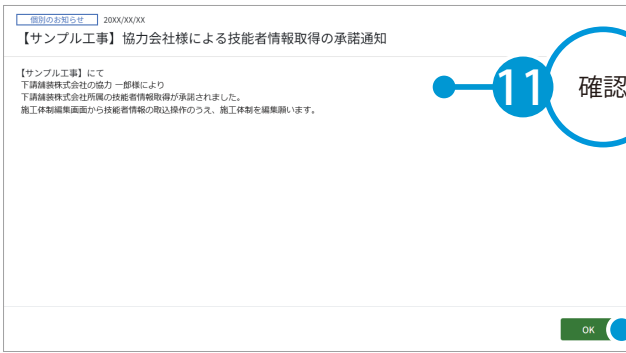 個別のお知らせ 20XX/XX/XX
【サンプル工事】協力会社様による技能者情報取得の承諾通知
【サンプル工事】にて
下請舗装株式会社の協力 一郎様により
下請舗装株式会社所属の技能者情報取得が承諾されました。
施工体制編集画面から技能者情報の取込操作のうえ、施工体制を編集願います。
11 確認
OK